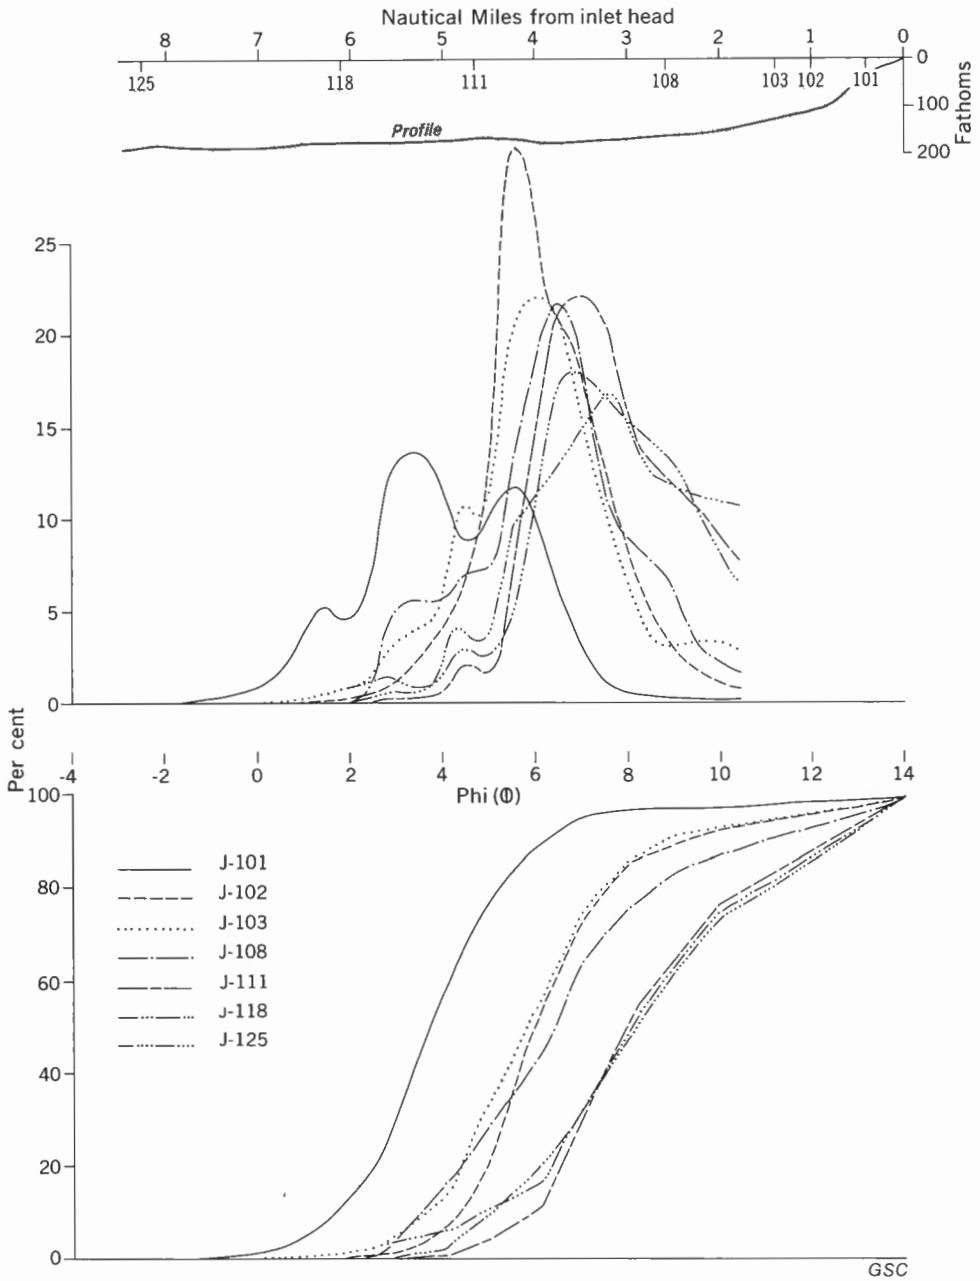 Nautical Miles from inlet head
8 7 6 5 4 3 2 1 0
125 118 111 108 103 102 101
0
100
200
Fathoms
Profile
25
20
15
10
5
0
Per cent
-4 -2 0 2 4 6 8 10 12 14
Phi (Φ)
100
80
60
40
20
0
J-101
J-102
J-103
J-108
J-111
J-118
J-125
GSC